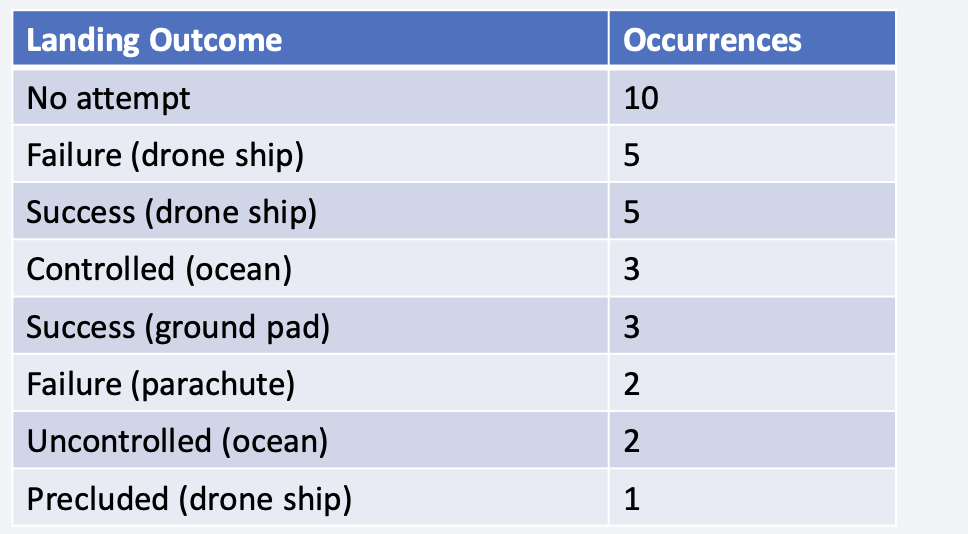 Landing Outcome Occurrences
No attempt 10
Failure (drone ship) 5
Success (drone ship) 5
Controlled (ocean) 3
Success (ground pad) 3
Failure (parachute) 2
Uncontrolled (ocean) 2
Precluded (drone ship) 1